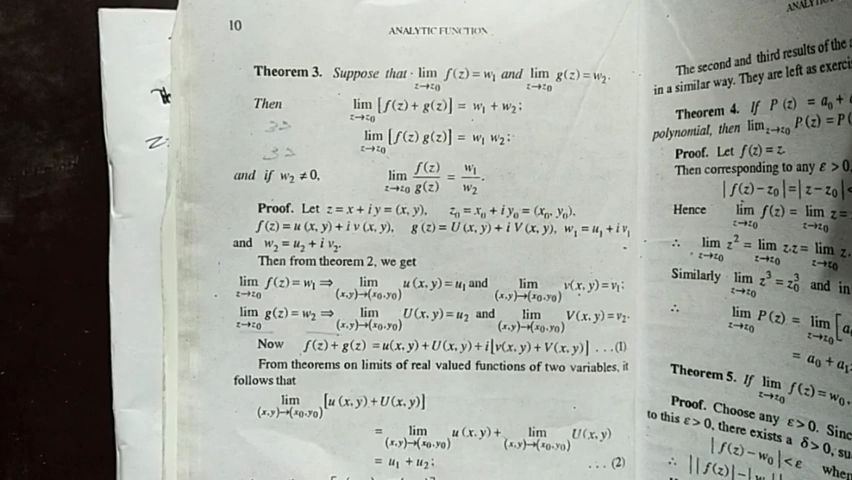 10
ANALYTIC FUNCTION
Theorem 3. Suppose that lim f(z) = w₁ and lim g(z) = w₂.
z→z₀ z→z₀
Then lim [f(z) + g(z)] = w₁ + w₂;
z→z₀
lim [f(z) g(z)] = w₁ w₂;
z→z₀
and if w₂ ≠ 0, lim f(z)/g(z) = w₁/w₂.
z→z₀
Proof. Let z = x + i y = (x, y), z₀ = x₀ + i y₀ = (x₀, y₀),
f(z) = u (x, y) + i v (x, y), g (z) = U (x, y) + i V (x, y), w₁ = u₁ + i v₁
and w₂ = u₂ + i v₂.
Then from theorem 2, we get
lim f(z) = w₁ ⇒ lim u (x, y) = u₁ and lim v(x, y) = v₁;
z→z₀ (x,y)→(x₀,y₀) (x,y)→(x₀,y₀)
lim g(z) = w₂ ⇒ lim U(x, y) = u₂ and lim V(x, y) = v₂.
z→z₀ (x,y)→(x₀,y₀) (x,y)→(x₀,y₀)
Now f(z) + g(z) = u(x, y) + U(x, y) + i[v(x, y) + V(x, y)] ...(1)
From theorems on limits of real valued functions of two variables, it
follows that
lim [u (x, y) + U(x, y)]
(x,y)→(x₀,y₀)
= lim u (x, y) + lim U(x, y)
(x,y)→(x₀,y₀) (x,y)→(x₀,y₀)
= u₁ + u₂; ... (2)
The second and third results of the
in a similar way. They are left as
Theorem 4. If P (z) = a₀ +
polynomial, then lim z→z₀ P(z) = P
Proof. Let f(z) = z.
Then corresponding to any ε > 0,
| f(z) – z₀ | = | z – z₀ | <
Hence lim f(z) = lim z =
z→z₀ z→z₀
∴ lim z² = lim z.z = lim z.
z→z₀ z→z₀ z→z₀
Similarly lim z³ = z₀³ and in
z→z₀
∴ lim P(z) = lim [a
z→z₀ z→z₀
= a₀ + a₁
Theorem 5. If lim f(z) = w₀,
z→z₀
Proof. Choose any ε > 0.
to this ε > 0, there exists a δ > 0,
| f(z) – w₀ | < ε when
∴ | | f(z) | – |